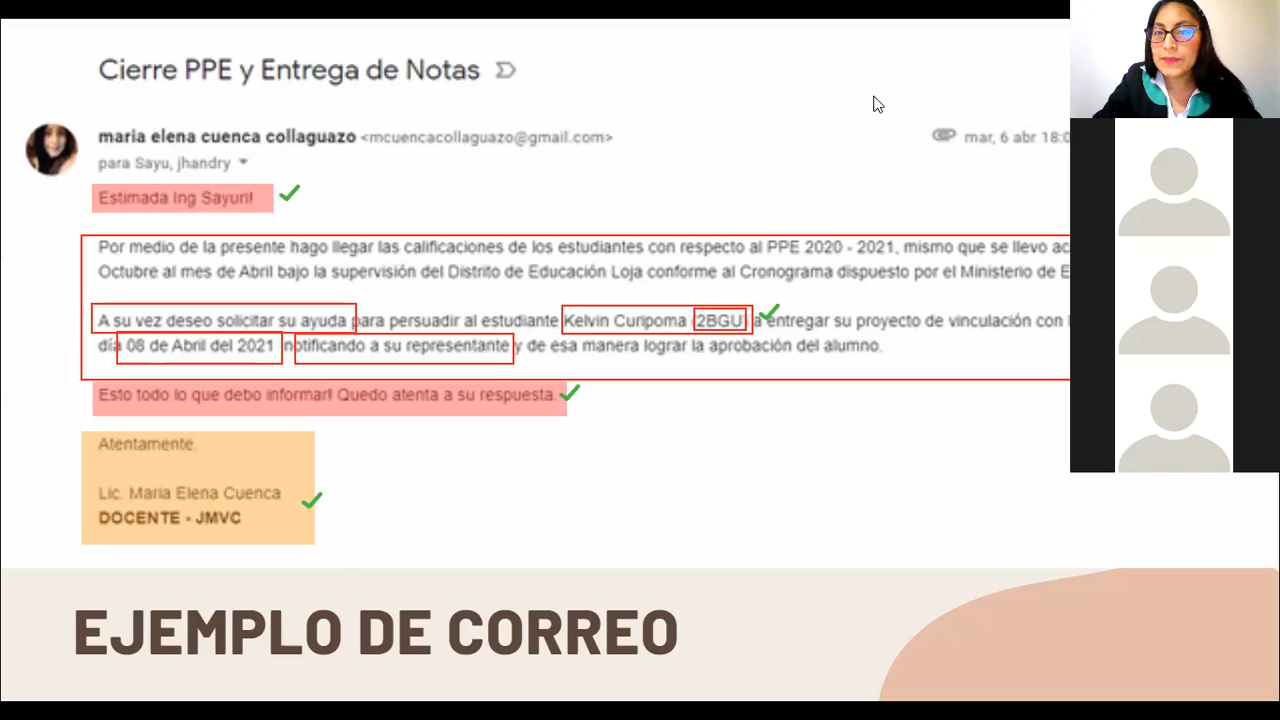 Cierre PPE y Entrega de Notas
maria elena cuenca collaguazo <mcuencacollaguazo@gmail.com>
mar, 6 abr 18:0
para Sayu, jhandry
Estimada Ing Sayuri!
Por medio de la presente hago llegar las calificaciones de los estudiantes con respecto al PPE 2020 - 2021, mismo que se llevo ac
Octubre al mes de Abril bajo la supervisión del Distrito de Educación Loja conforme al Cronograma dispuesto por el Ministerio de E
A su vez deseo solicitar su ayuda para persuadir al estudiante Kelvin Curipoma (2BGU) a entregar su proyecto de vinculación con
día 08 de Abril del 2021 notificando a su representante y de esa manera lograr la aprobación del alumno.
Esto todo lo que debo informar! Quedo atenta a su respuesta.
Atentamente,
Lic. Maria Elena Cuenca
DOCENTE - JMVC
EJEMPLO DE CORREO